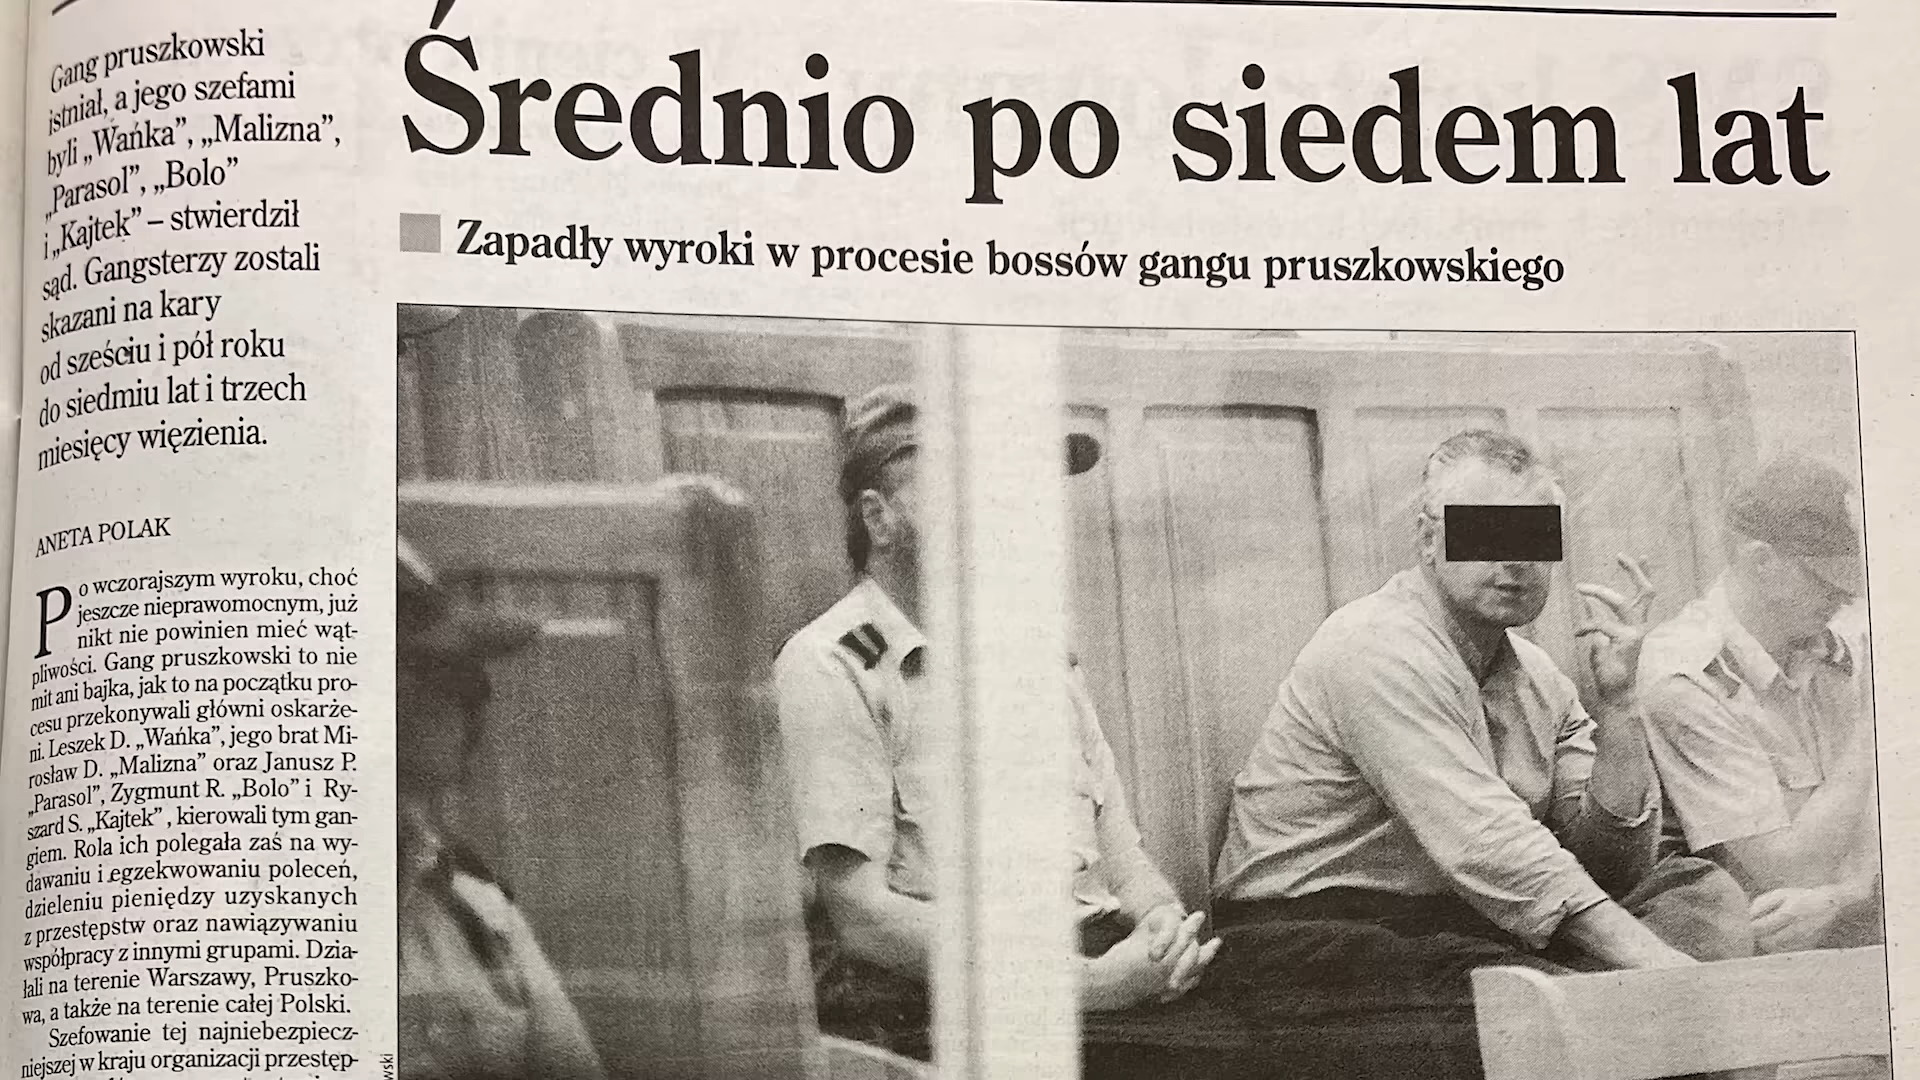 Gang pruszkowski
istniał, a jego szefami
byli „Wańka”, „Malizna”,
„Parasol”, „Bolo”
i „Kajtek” – stwierdził
sąd. Gangsterzy zostali
skazani na kary
od sześciu i pół roku
do siedmiu lat i trzech
miesięcy więzienia.
ANETA POLAK
Po wczorajszym wyroku, choć
jeszcze nieprawomocnym, już
nikt nie powinien mieć wąt-
pliwości. Gang pruszkowski to nie
mit ani bajka, jak to na początku pro-
cesu przekonywali główni oskarże-
ni. Leszek D. „Wańka”, jego brat Mi-
rosław D. „Malizna” oraz Janusz P.
„Parasol”, Zygmunt R. „Bolo” i Ry-
szard S. „Kajtek”, kierowali tym gan-
giem. Rola ich polegała zaś na wy-
dawaniu i egzekwowaniu poleceń,
dzieleniu pieniędzy uzyskanych
z przestępstw oraz nawiązywaniu
współpracy z innymi grupami. Dzia-
łali na terenie Warszawy, Pruszko-
wa, a także na terenie całej Polski.
Szefowanie tej najniebezpiecz-
niejszej w kraju organizacji przestęp-
Średnio po siedem lat
Zapadły wyroki w procesie bossów gangu pruszkowskiego
wski